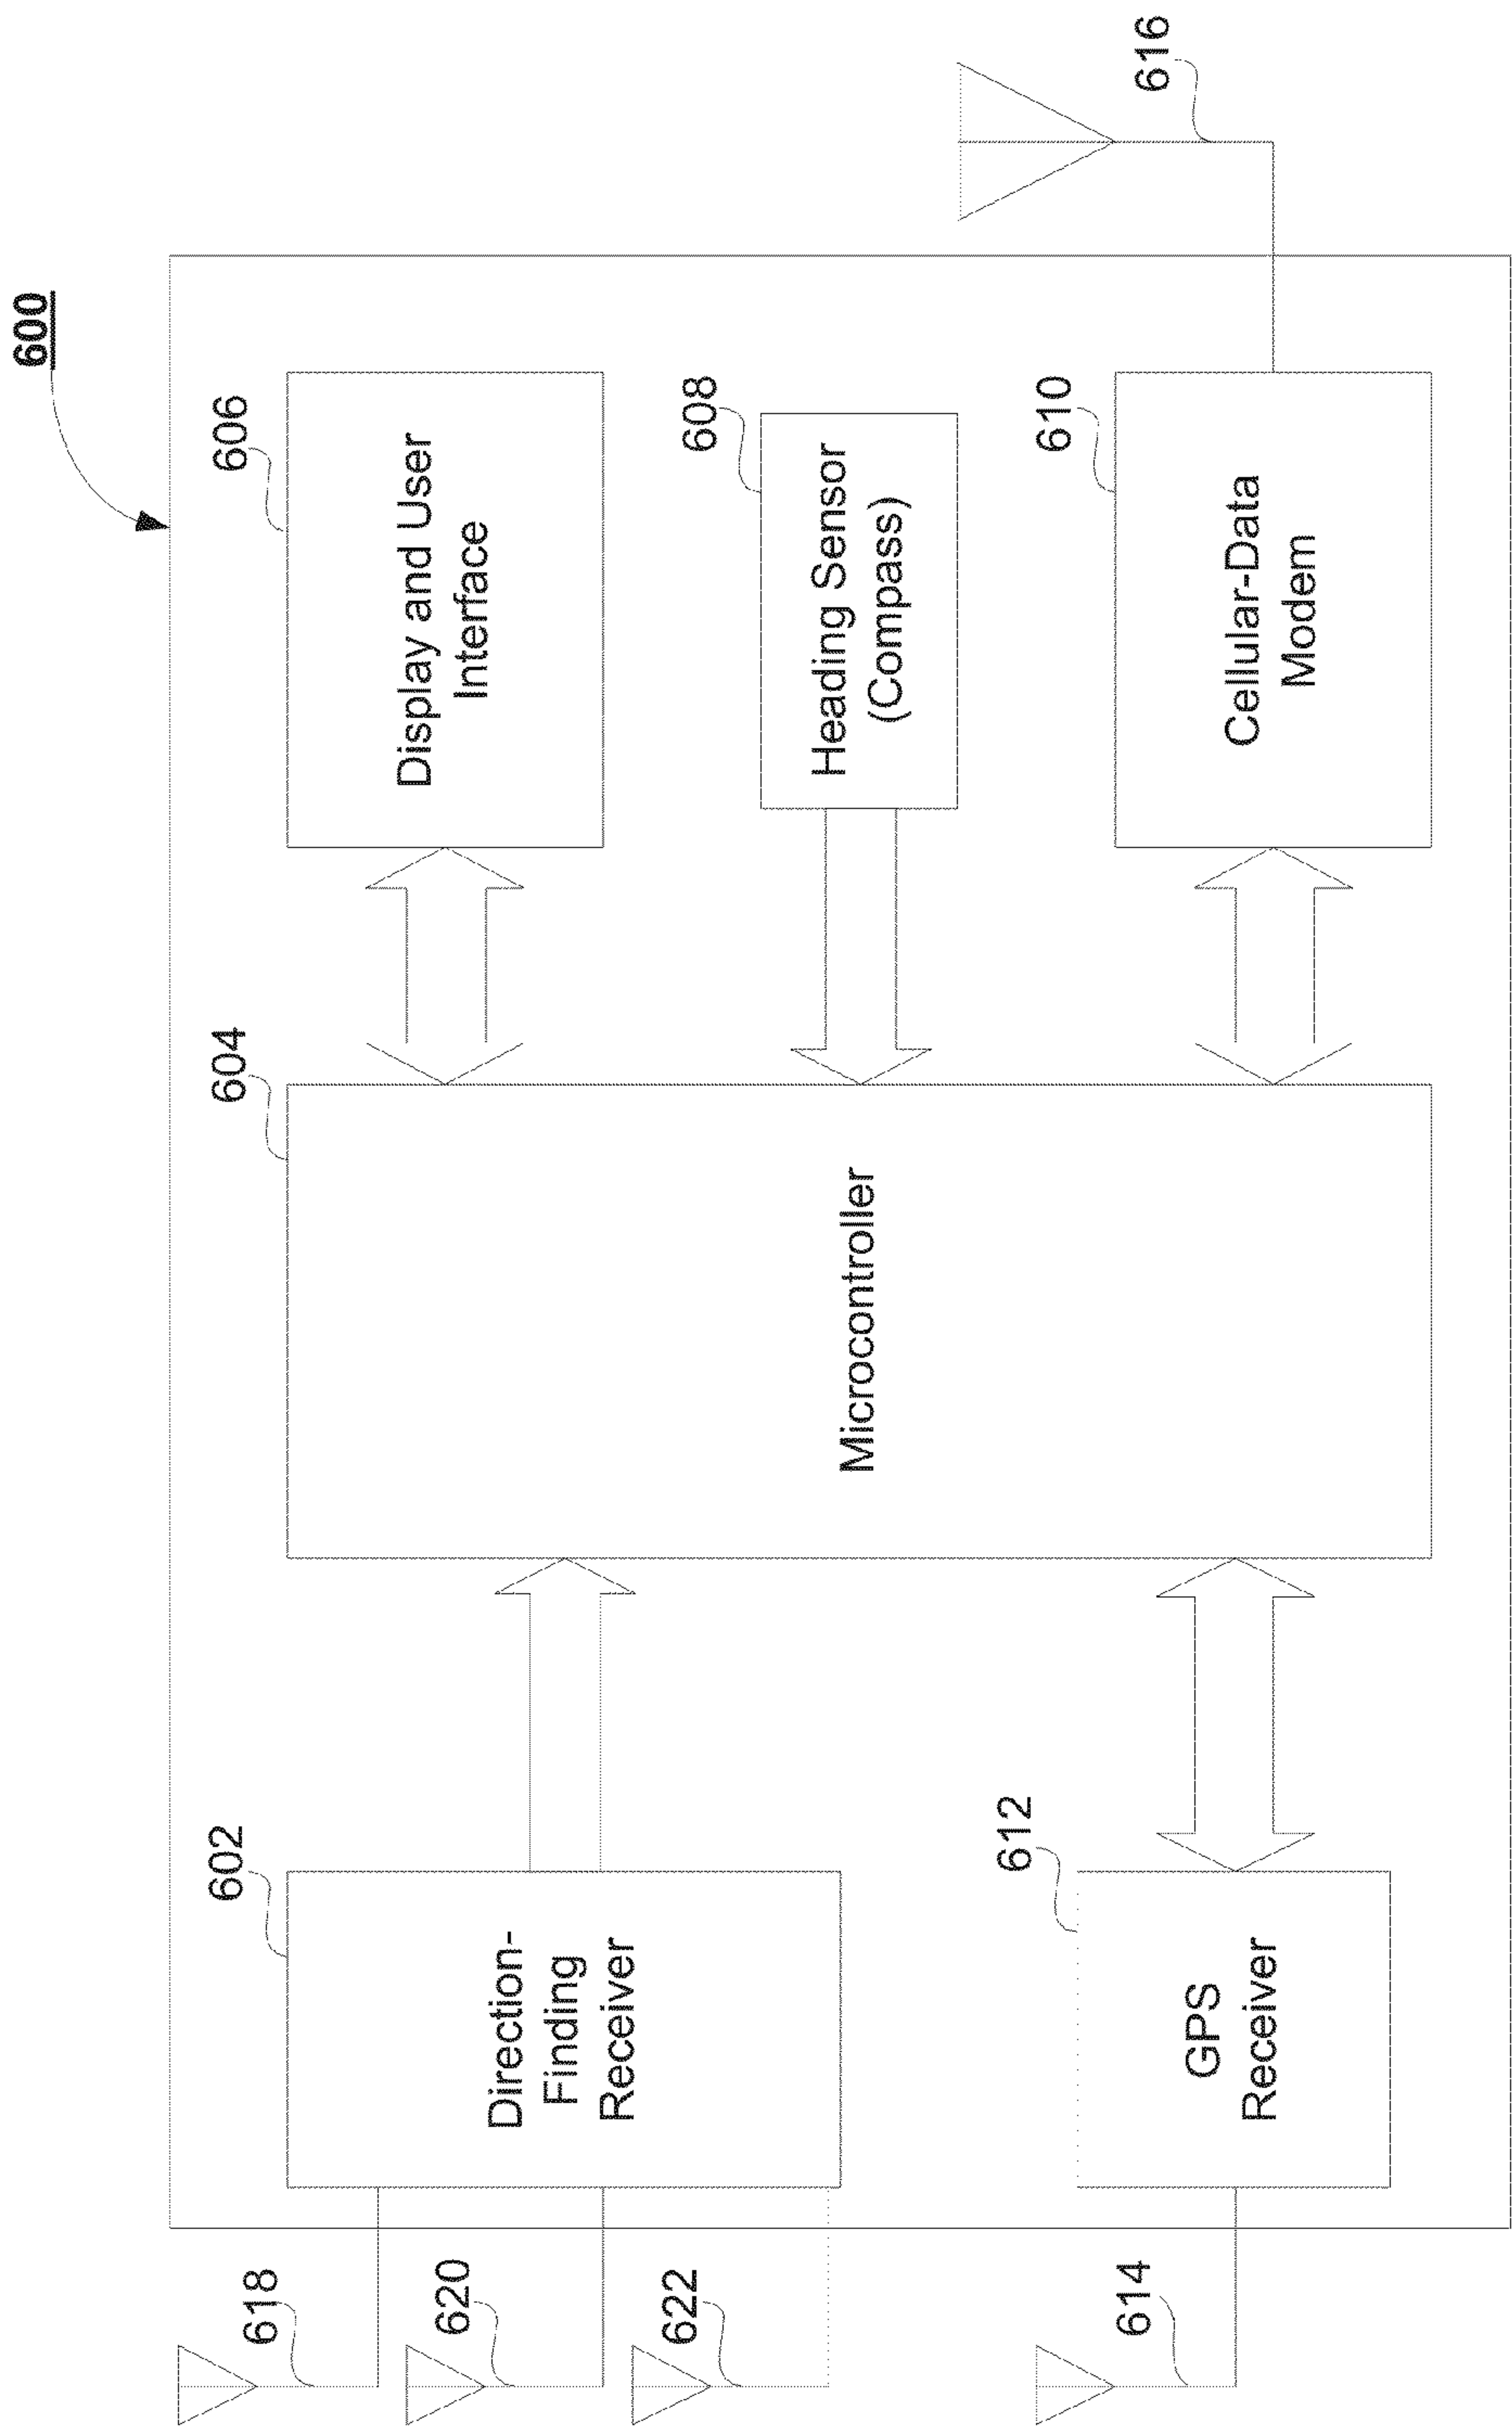 600
618
602
Direction-
Finding
Receiver
620
622
604
Microcontroller
606
Display and User
Interface
608
Heading Sensor
(Compass)
614
612
GPS
Receiver
610
Cellular-Data
Modem
616